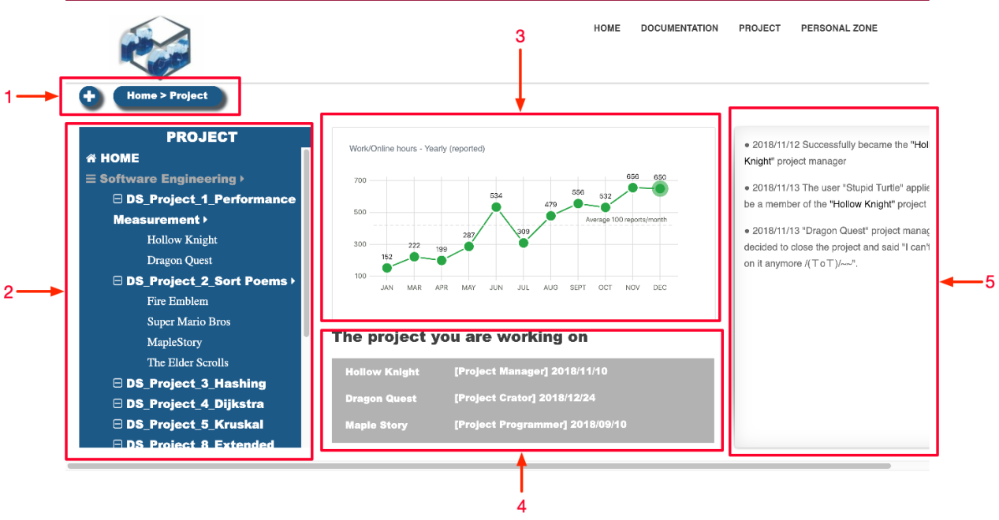 HOME DOCUMENTATION PROJECT PERSONAL ZONE
3
1
Home > Project
PROJECT
HOME
Software Engineering
DS_Project_1_Performance
Measurement
Hollow Knight
Dragon Quest
DS_Project_2_Sort Poems
Fire Emblem
Super Mario Bros
MapleStory
The Elder Scrolls
DS_Project_3_Hashing
DS_Project_4_Dijkstra
DS_Project_5_Kruskal
DS_Project_8_Extended
2
Work/Online hours - Yearly (reported)
700
500
300
100
152
222
199
287
534
309
479
556
532
656
650
Average 100 reports/month
JAN MAR APR MAY JUN JUL AUG SEPT OCT NOV DEC
The project you are working on
Hollow Knight [Project Manager] 2018/11/10
Dragon Quest [Project Crator] 2018/12/24
Maple Story [Project Programmer] 2018/09/10
4
● 2018/11/12 Successfully became the "Hol
Knight" project manager
● 2018/11/13 The user "Stupid Turtle" applie
be a member of the "Hollow Knight" project
● 2018/11/13 "Dragon Quest" project manag
decided to close the project and said "I can't
on it anymore /(ToT)/~~".
5